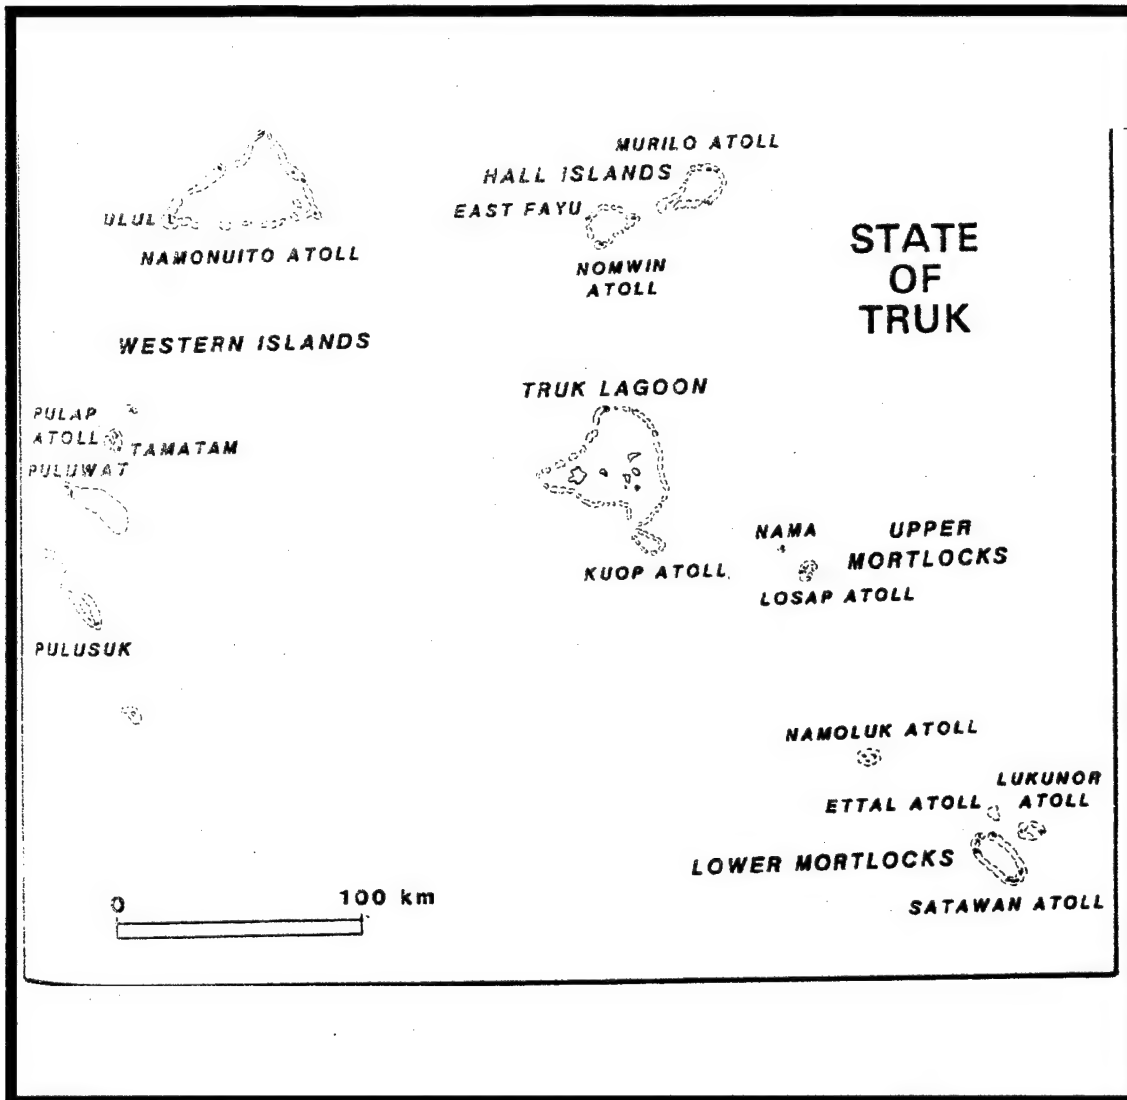 MURILO ATOLL
HALL ISLANDS
EAST FAYU
ULUL
NAMONUITO ATOLL
NOMWIN
ATOLL
STATE
OF
TRUK
WESTERN ISLANDS
TRUK LAGOON
PULAP
ATOLL
TAMATAM
PULUWAT
NAMA
UPPER
MORTLOCKS
KUOP ATOLL
LOSAP ATOLL
PULUSUK
NAMOLUK ATOLL
LUKUNOR
ATOLL
ETTAL ATOLL
LOWER MORTLOCKS
SATAWAN ATOLL
0
100 km